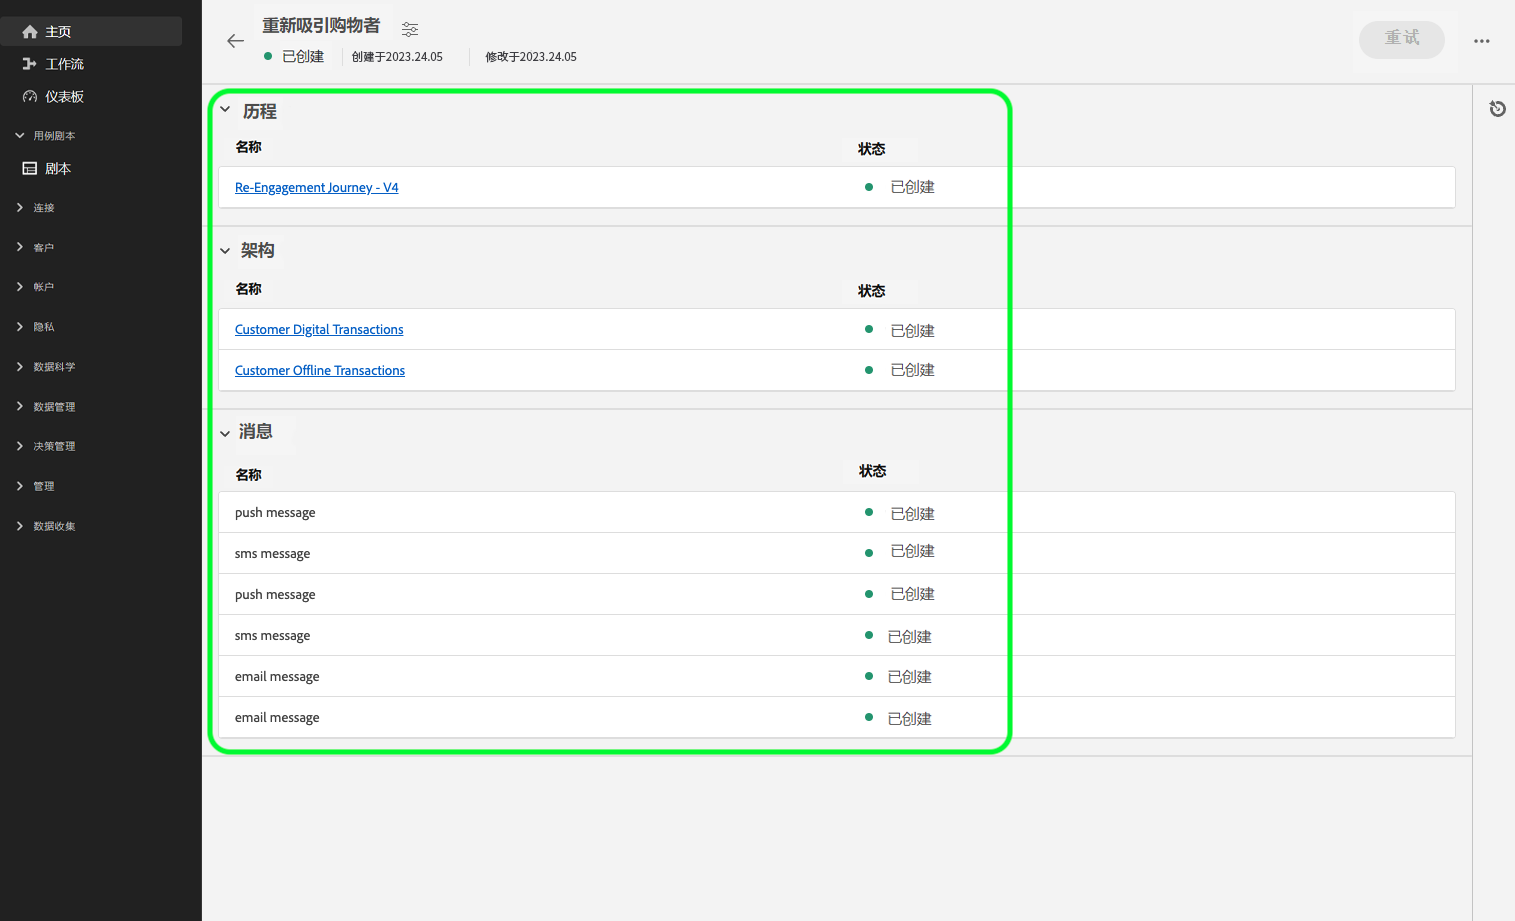 主页
工作流
仪表板
用例剧本
剧本
连接
客户
帐户
隐私
数据科学
数据管理
决策管理
管理
数据收集
重新吸引购物者
已创建 创建于2023.24.05 修改于2023.24.05
重试
历程
名称 状态
Re-Engagement Journey - V4 已创建
架构
名称 状态
Customer Digital Transactions 已创建
Customer Offline Transactions 已创建
消息
名称 状态
push message 已创建
sms message 已创建
push message 已创建
sms message 已创建
email message 已创建
email message 已创建